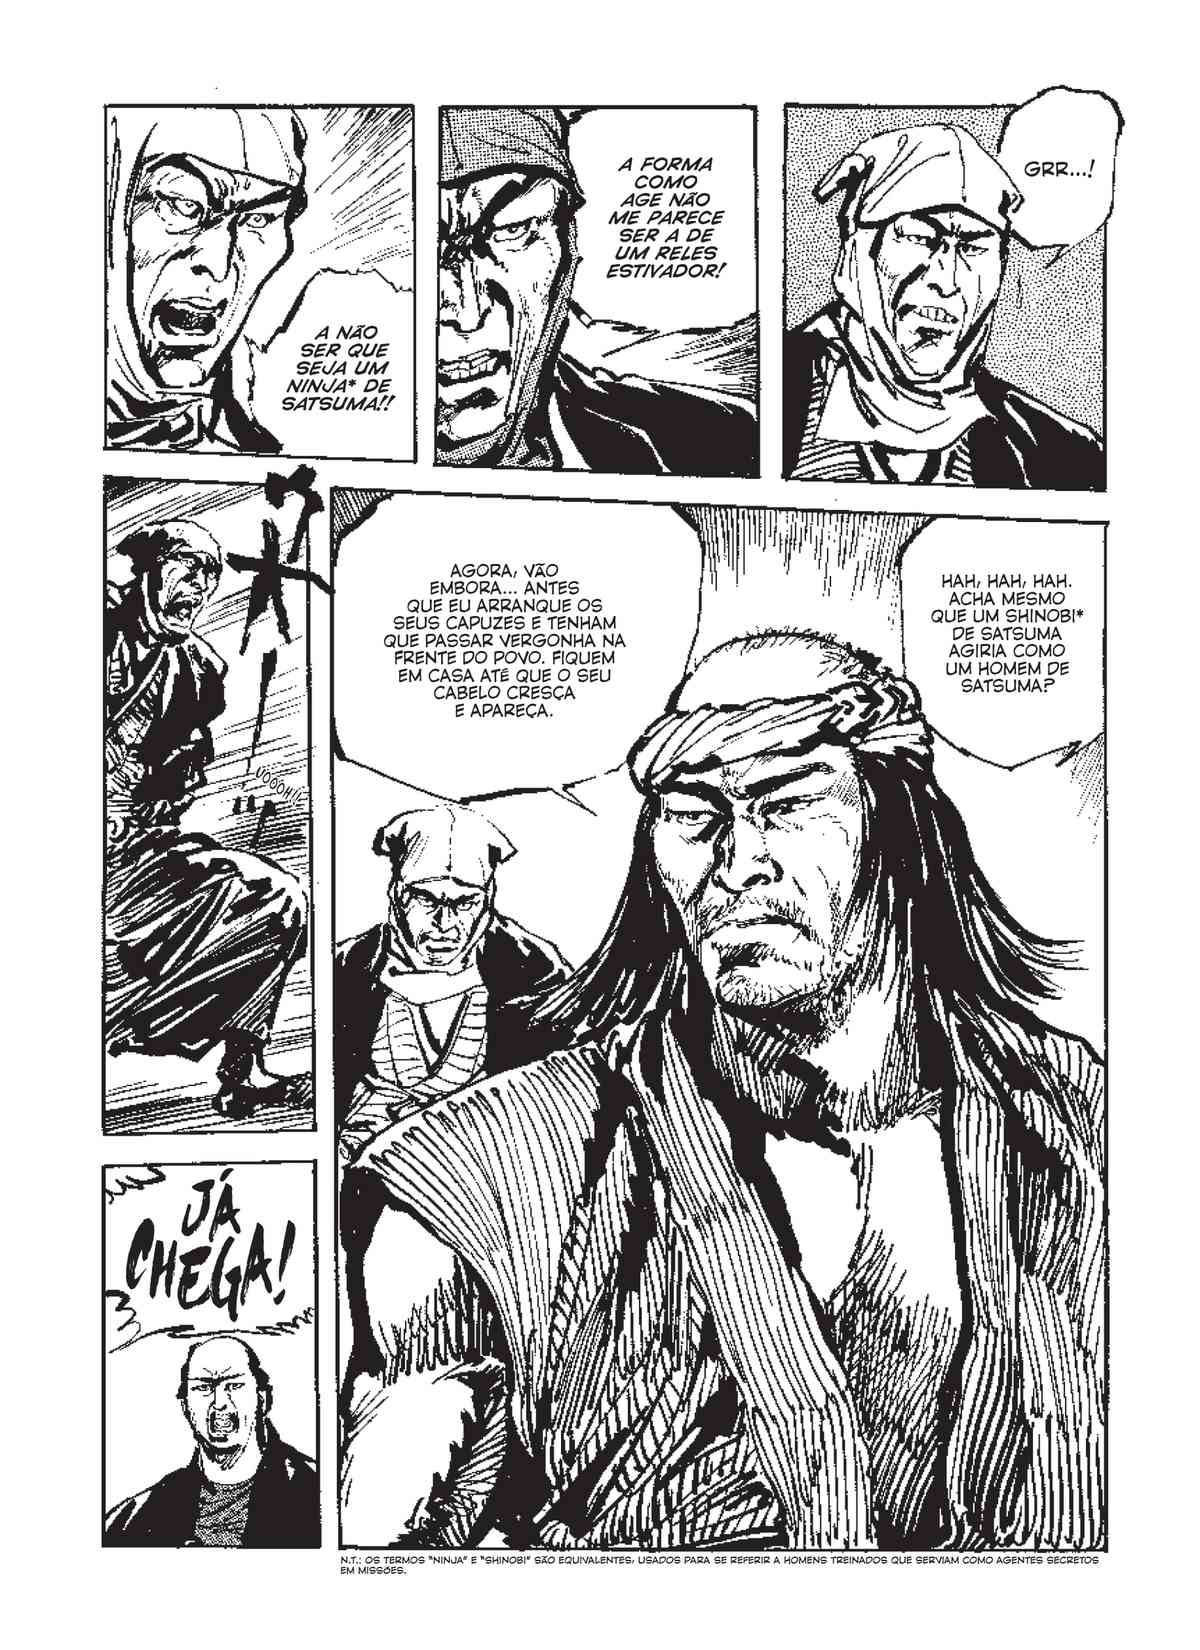 GRR...!
A FORMA
COMO
AGE NÃO
ME PARECE
SER A DE
UM RELES
ESTIVADOR!
A NÃO
SER QUE
SEJA UM
NINJA* DE
SATSUMA!!
HAH, HAH, HAH.
ACHA MESMO
QUE UM SHINOBI*
DE SATSUMA
AGIRIA COMO
UM HOMEM DE
SATSUMA?
AGORA, VÃO
EMBORA... ANTES
QUE EU ARRANQUE OS
SEUS CAPUZES E TENHAM
QUE PASSAR VERGONHA NA
FRENTE DO POVO. FIQUEM
EM CASA ATÉ QUE O SEU
CABELO CRESÇA
E APAREÇA.
UOOOH!!
JÁ
CHEGA!
N.T.: OS TERMOS "NINJA" E "SHINOBI" SÃO EQUIVALENTES, USADOS PARA SE REFERIR A HOMENS TREINADOS QUE SERVIAM COMO AGENTES SECRETOS
EM MISSÕES.